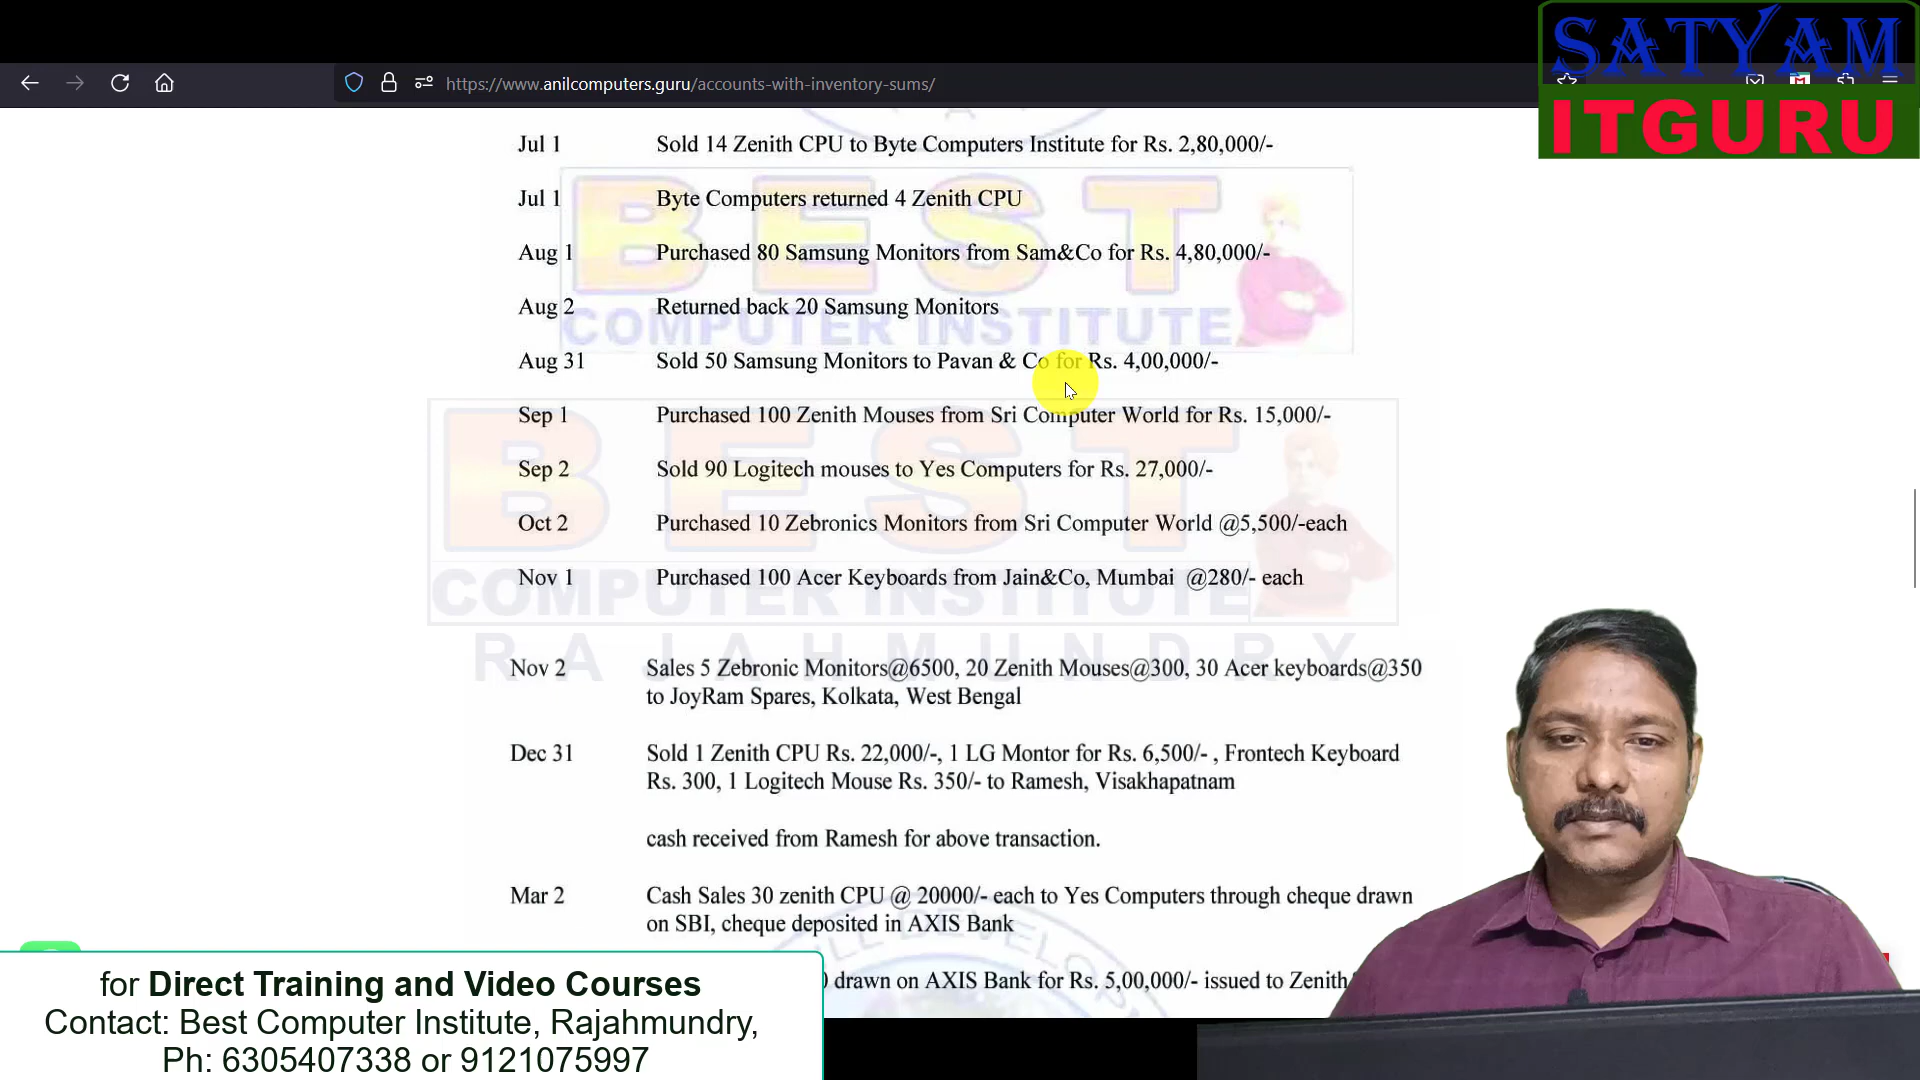 SATYAM
ITGURU
https://www.anilcomputers.guru/accounts-with-inventory-sums/
Jul 1 Sold 14 Zenith CPU to Byte Computers Institute for Rs. 2,80,000/-
Jul 1 Byte Computers returned 4 Zenith CPU
Aug 1 Purchased 80 Samsung Monitors from Sam&Co for Rs. 4,80,000/-
Aug 2 Returned back 20 Samsung Monitors
Aug 31 Sold 50 Samsung Monitors to Pavan & Co for Rs. 4,00,000/-
Sep 1 Purchased 100 Zenith Mouses from Sri Computer World for Rs. 15,000/-
Sep 2 Sold 90 Logitech mouses to Yes Computers for Rs. 27,000/-
Oct 2 Purchased 10 Zebronics Monitors from Sri Computer World @5,500/-each
Nov 1 Purchased 100 Acer Keyboards from Jain&Co, Mumbai @280/- each
Nov 2 Sales 5 Zebronic Monitors@6500, 20 Zenith Mouses@300, 30 Acer keyboards@350
to JoyRam Spares, Kolkata, West Bengal
Dec 31 Sold 1 Zenith CPU Rs. 22,000/-, 1 LG Montor for Rs. 6,500/- , Frontech Keyboard
Rs. 300, 1 Logitech Mouse Rs. 350/- to Ramesh, Visakhapatnam
cash received from Ramesh for above transaction.
Mar 2 Cash Sales 30 zenith CPU @ 20000/- each to Yes Computers through cheque drawn
on SBI, cheque deposited in AXIS Bank
drawn on AXIS Bank for Rs. 5,00,000/- issued to Zenith
BEST
COMPUTER INSTITUTE
BEST
COMPUTER INSTITUTE
RAJAHMUNDRY
for Direct Training and Video Courses
Contact: Best Computer Institute, Rajahmundry,
Ph: 6305407338 or 9121075997